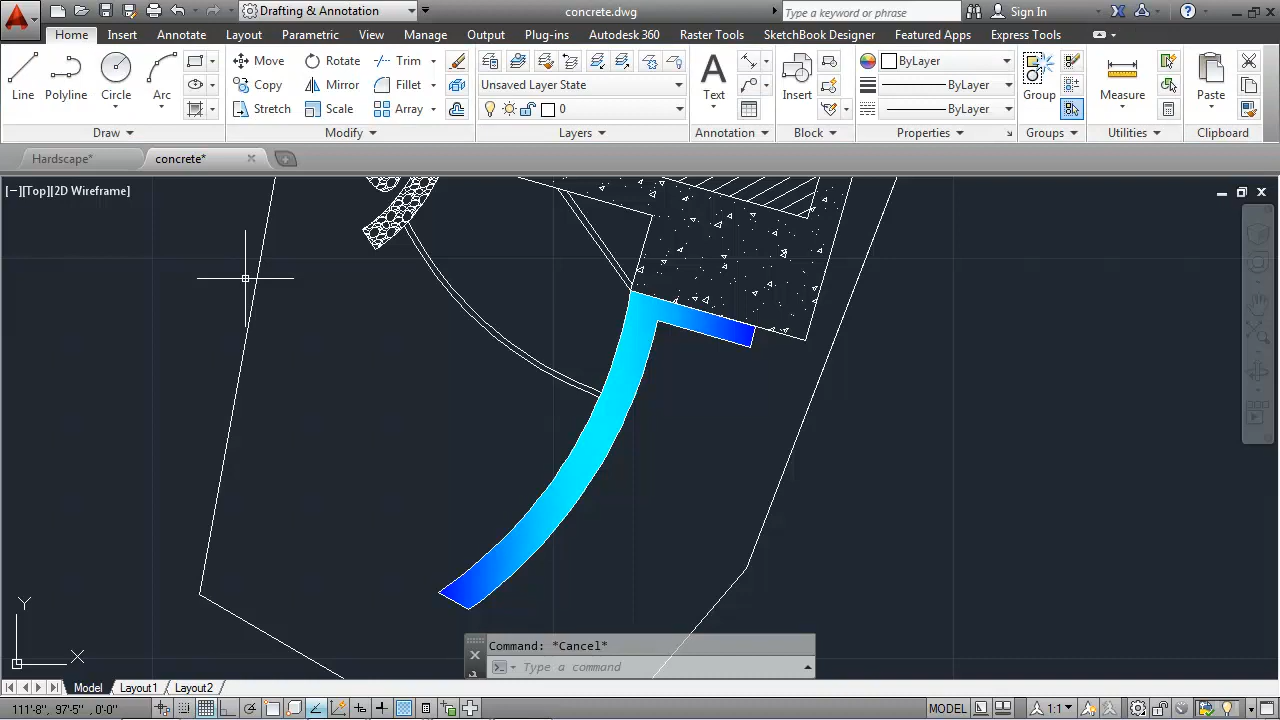 Drafting & Annotation
concrete.dwg
Type a keyword or phrase
Sign In
Home Insert Annotate Layout Parametric View Manage Output Plug-ins Autodesk 360 Raster Tools SketchBook Designer Featured Apps Express Tools
Line Polyline Circle Arc
Move Rotate Trim
Copy Mirror Fillet
Stretch Scale Array
Unsaved Layer State
0
Text
Insert
ByLayer
ByLayer
ByLayer
Group
Measure
Paste
Draw Modify Layers Annotation Block Properties Groups Utilities Clipboard
Hardscape* concrete*
[−][Top][2D Wireframe]
Y
X
Command: *Cancel*
Type a command
Model Layout1 Layout2
111'-8", 97'-5" , 0'-0" MODEL 1:1